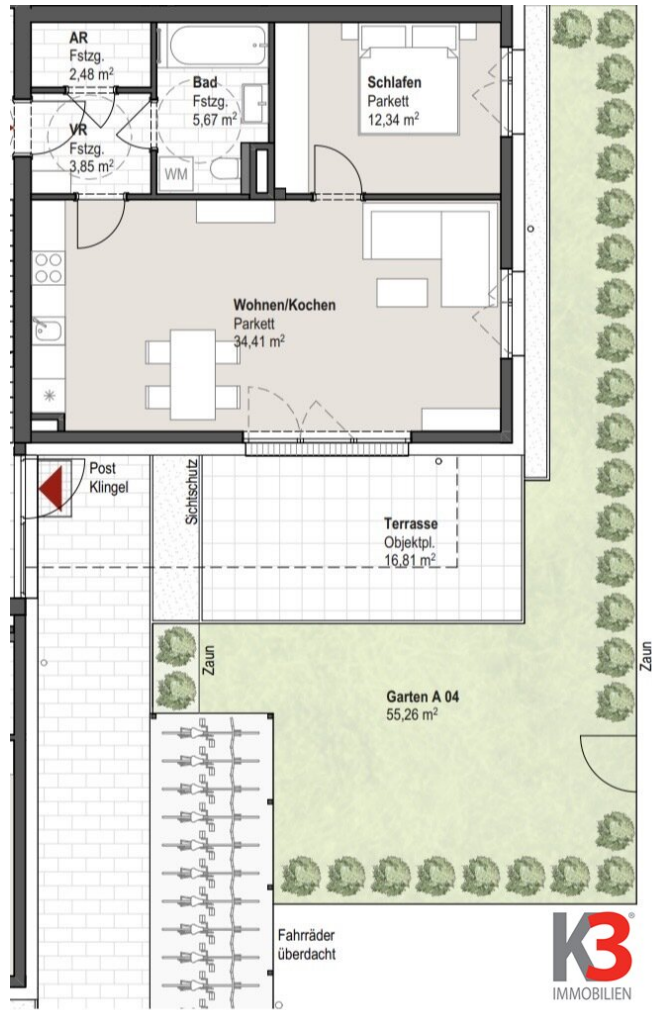 AR
Fstzg.
2,48 m²
Bad
Fstzg.
5,67 m²
Schlafen
Parkett
12,34 m²
VR
Fstzg.
3,85 m²
WM
Wohnen/Kochen
Parkett
34,41 m²
Post
Klingel
Sichtschutz
Terrasse
Objektpl.
16,81 m²
Zaun
Zaun
Garten A 04
55,26 m²
Fahrräder
überdacht
K3®
IMMOBILIEN